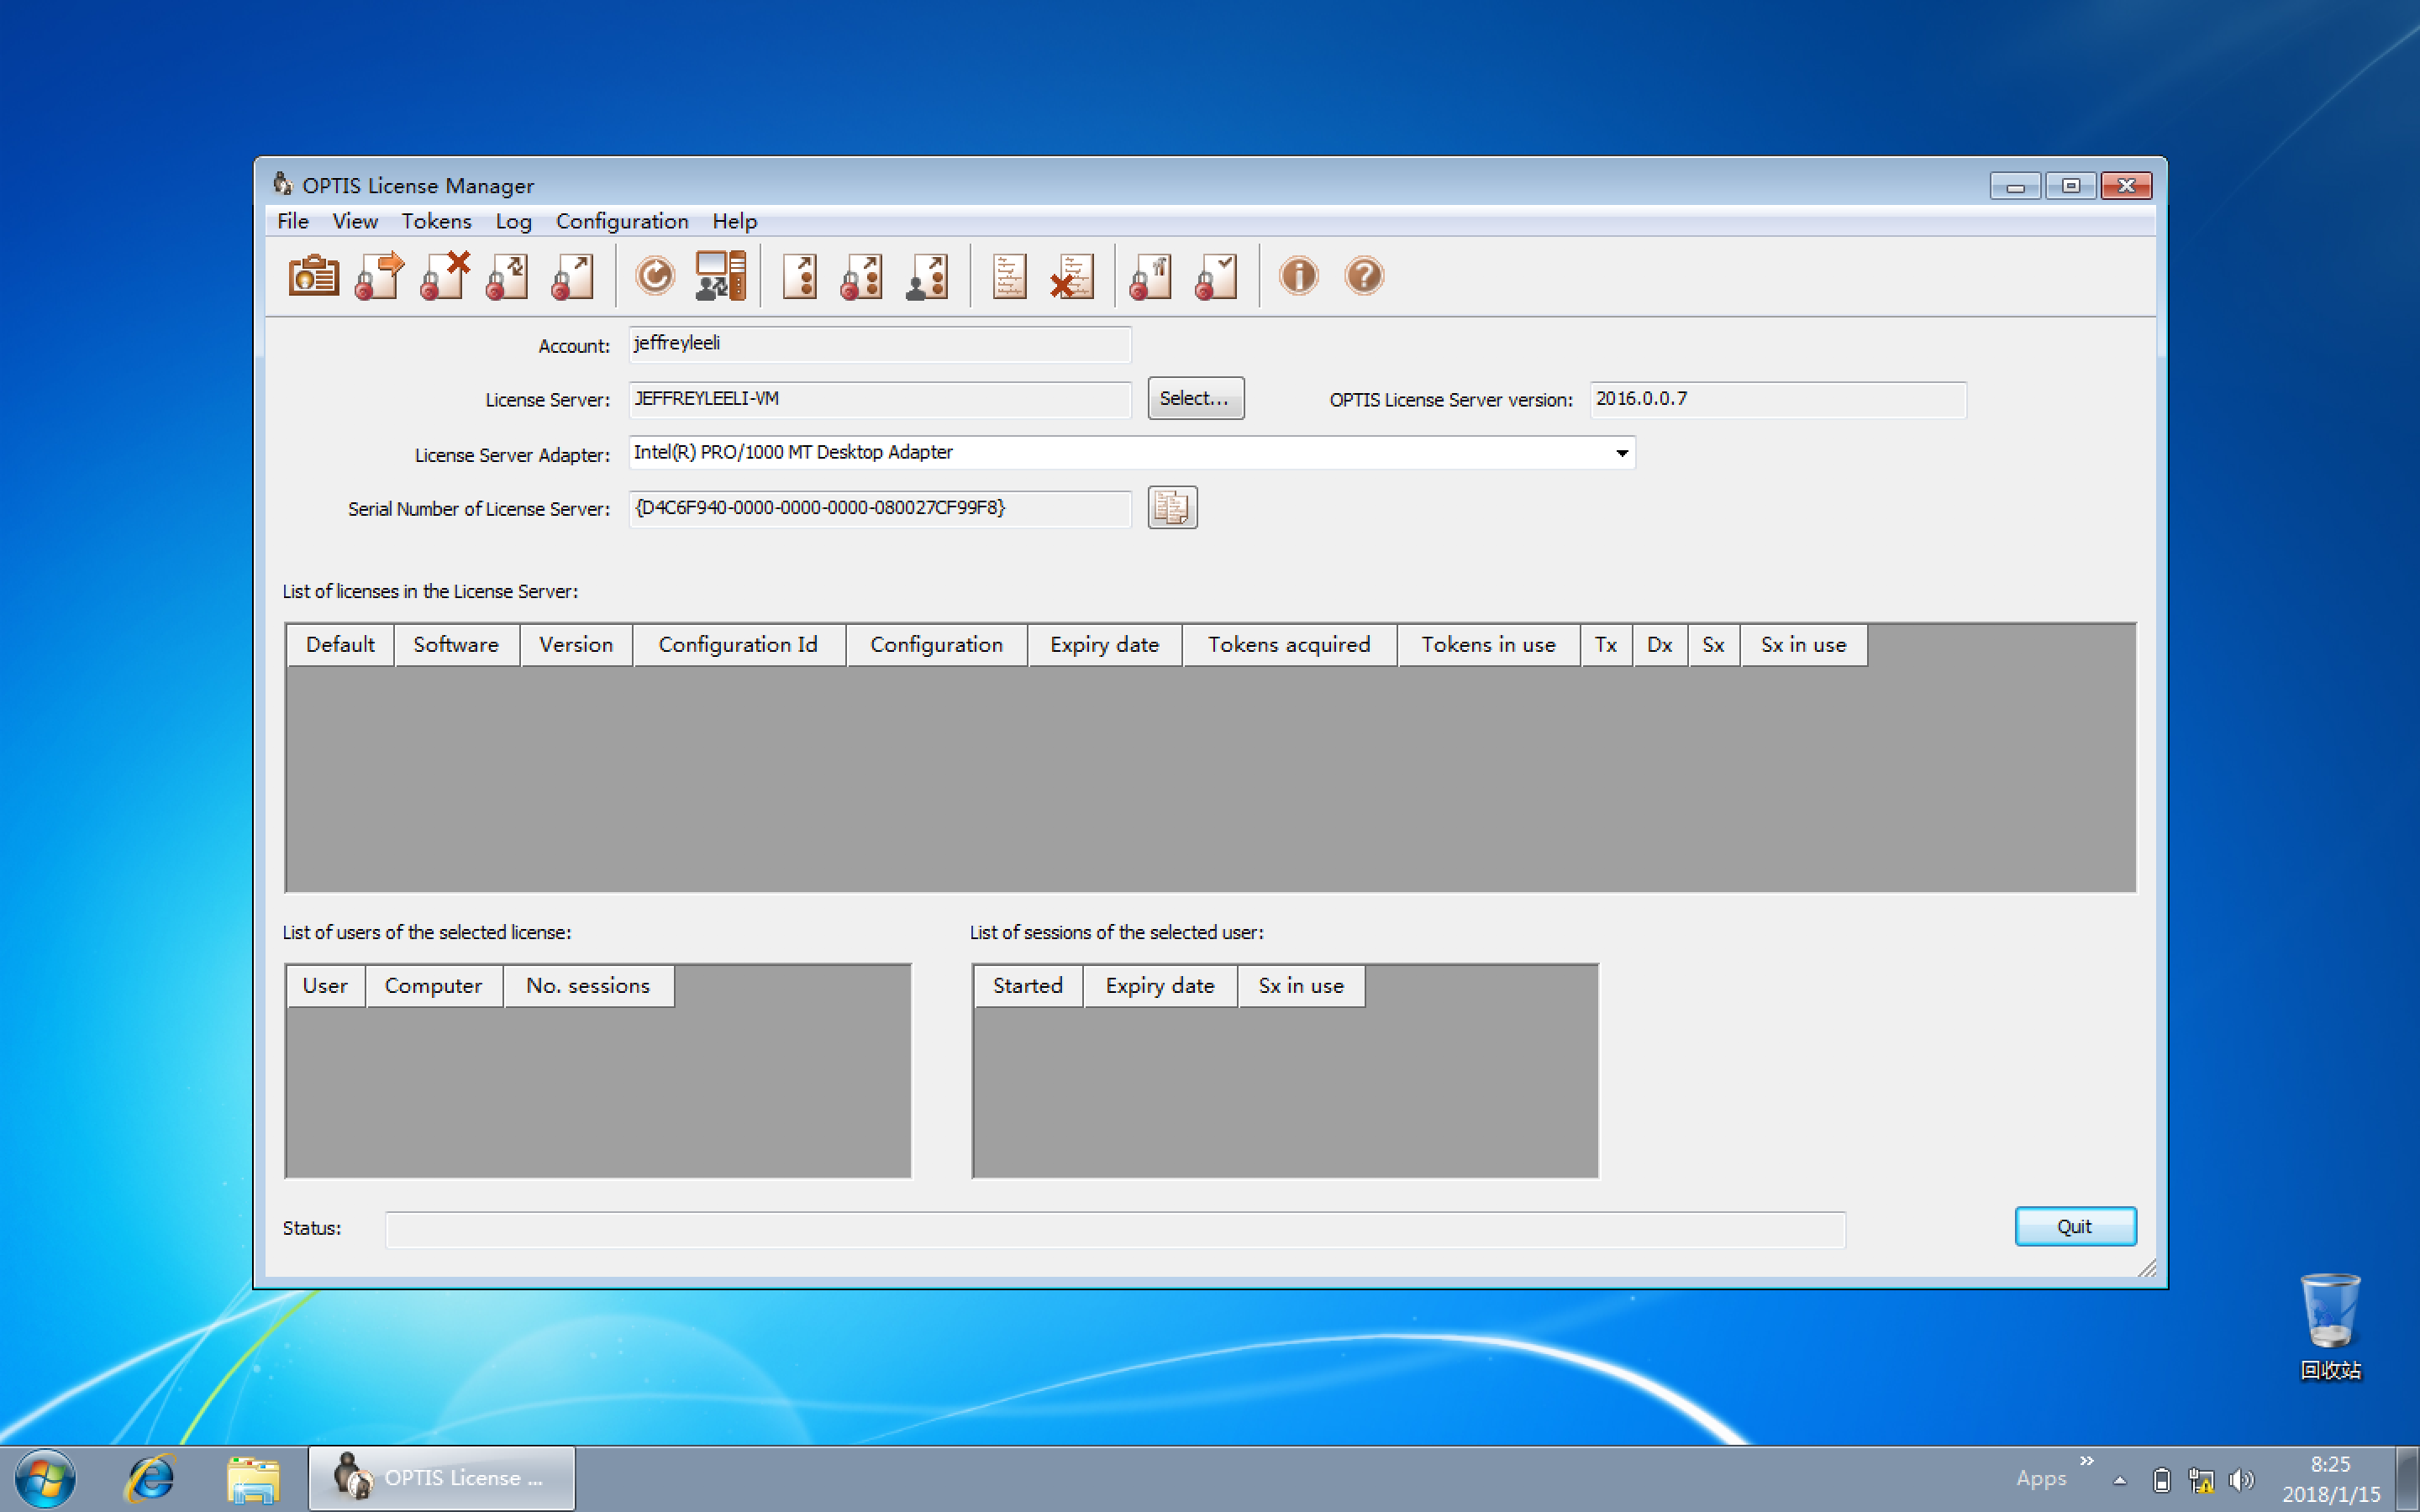 OPTIS License Manager
File View Tokens Log Configuration Help
Account: jeffreyleeli
License Server: JEFFREYLEELI-VM Select... OPTIS License Server version: 2016.0.0.7
License Server Adapter: Intel(R) PRO/1000 MT Desktop Adapter
Serial Number of License Server: {D4C6F940-0000-0000-0000-080027CF99F8}
List of licenses in the License Server:
Default Software Version Configuration Id Configuration Expiry date Tokens acquired Tokens in use Tx Dx Sx Sx in use
List of users of the selected license: List of sessions of the selected user:
User Computer No. sessions Started Expiry date Sx in use
Status: Quit
回收站
OPTIS License ... Apps 8:25
2018/1/15